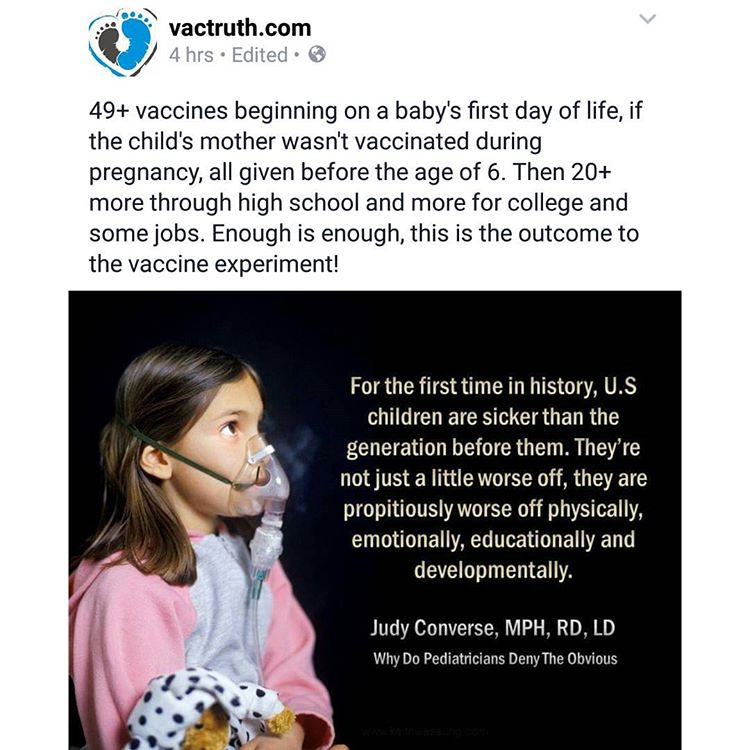 vactruth.com
4 hrs • Edited •
49+ vaccines beginning on a baby's first day of life, if
the child's mother wasn't vaccinated during
pregnancy, all given before the age of 6. Then 20+
more through high school and more for college and
some jobs. Enough is enough, this is the outcome to
the vaccine experiment!
For the first time in history, U.S
children are sicker than the
generation before them. They're
not just a little worse off, they are
propitiously worse off physically,
emotionally, educationally and
developmentally.
Judy Converse, MPH, RD, LD
Why Do Pediatricians Deny The Obvious